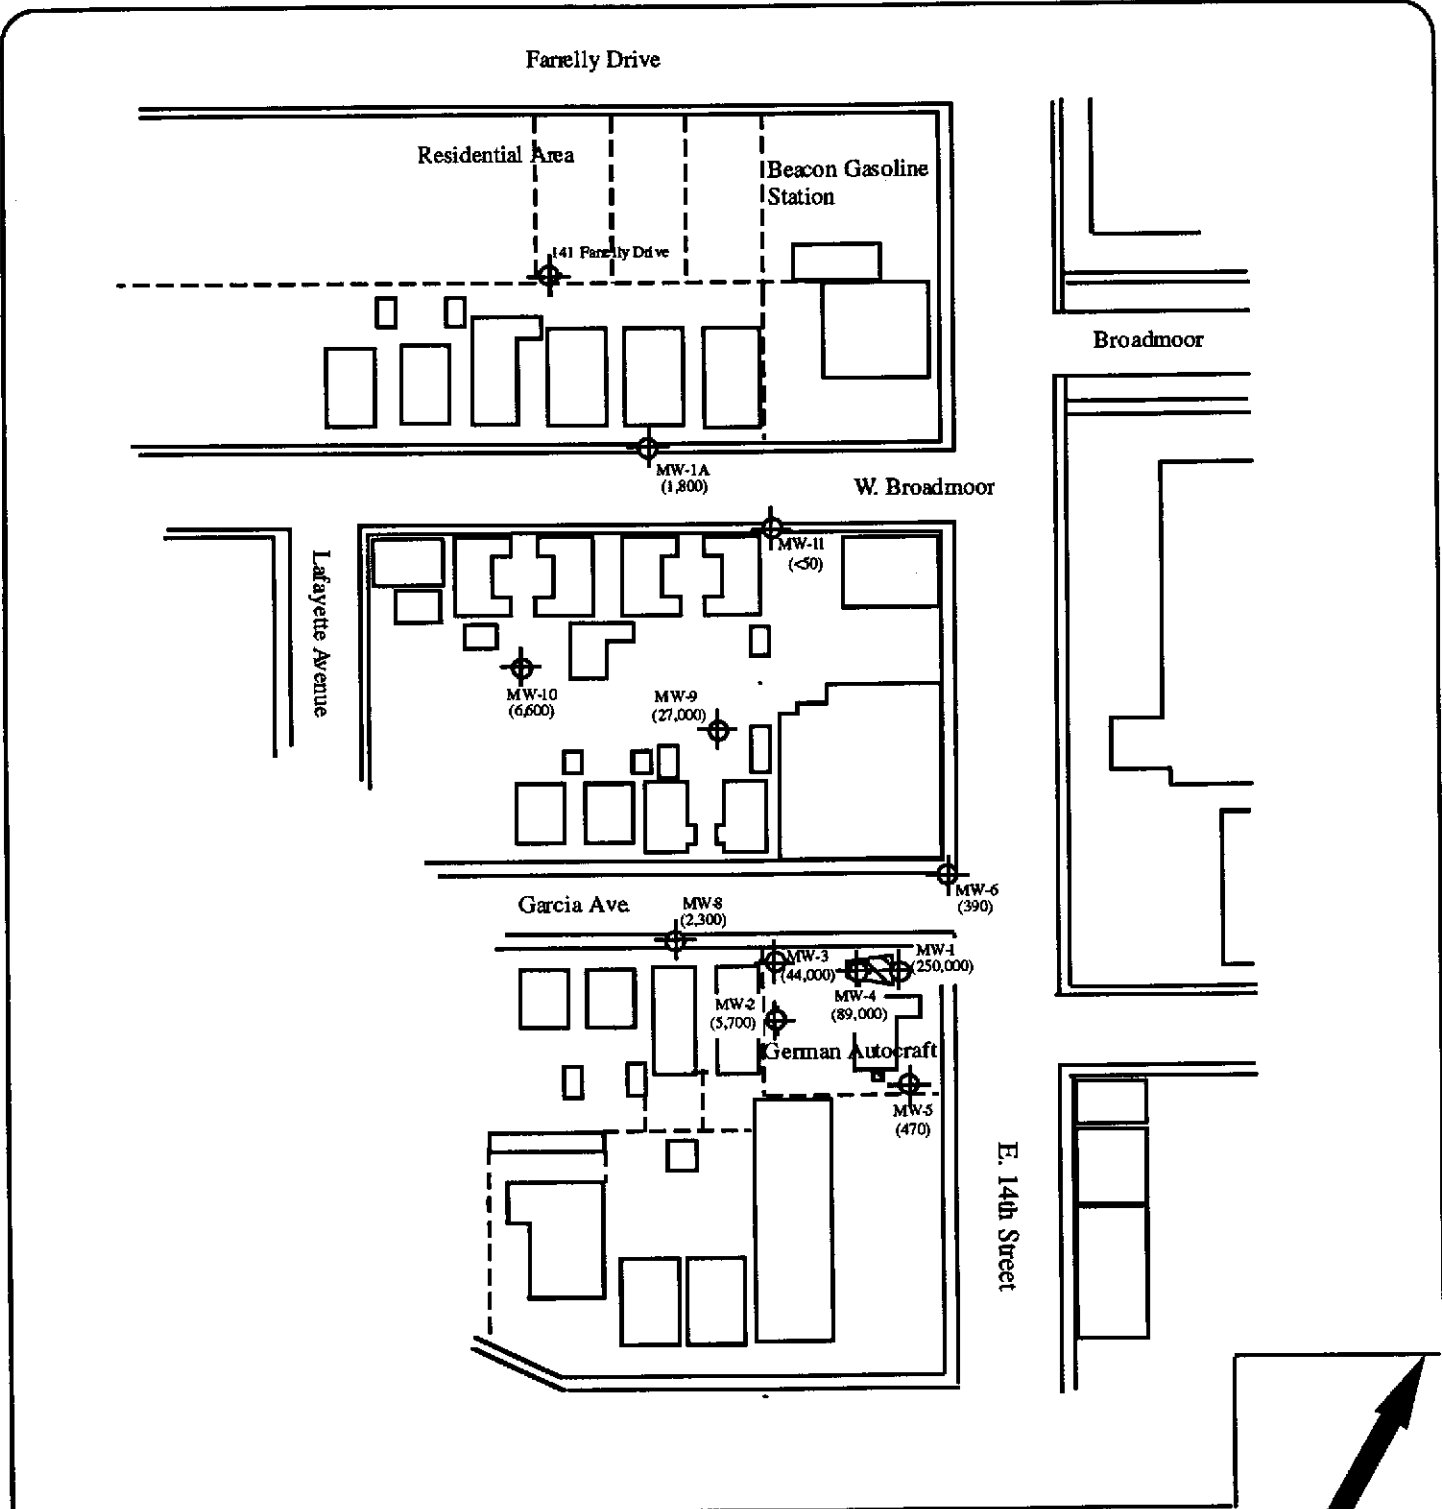 Farrelly Drive
Residential Area
Beacon Gasoline
Station
141 Farrelly Drive
Broadmoor
MW-1A
(1,800)
W. Broadmoor
MW-11
(<50)
Lafayette Avenue
MW-10
(6,600)
MW-9
(27,000)
MW-6
(390)
Garcia Ave.
MW-8
(2,300)
MW-3
(44,000)
MW-1
(250,000)
MW-2
(5,700)
MW-4
(89,000)
German Autocraft
MW-5
(470)
E. 14th Street